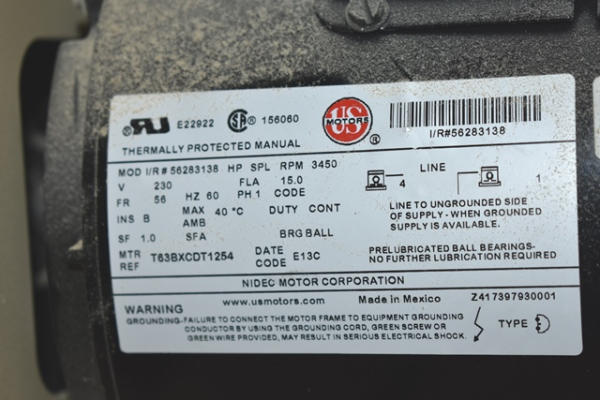 E22922 156060
US
MOTORS
®
I/R#56283138
THERMALLY PROTECTED MANUAL
MOD I/R # 56283138 HP SPL RPM 3450
V 230 FLA 15.0
FR 56 HZ 60 PH 1 CODE
INS B MAX AMB 40 °C DUTY CONT
SF 1.0 SFA BRG BALL
MTR REF T63BXCDT1254 DATE CODE E13C
LINE
4 1
LINE TO UNGROUNDED SIDE
OF SUPPLY - WHEN GROUNDED
SUPPLY IS AVAILABLE.
PRELUBRICATED BALL BEARINGS-
NO FURTHER LUBRICATION REQUIRED
NIDEC MOTOR CORPORATION
www.usmotors.com Made in Mexico Z417397930001
WARNING
GROUNDING-FAILURE TO CONNECT THE MOTOR FRAME TO EQUIPMENT GROUNDING
CONDUCTOR BY USING THE GROUNDING CORD, GREEN SCREW OR
GREEN WIRE PROVIDED, MAY RESULT IN SERIOUS ELECTRICAL SHOCK.
TYPE